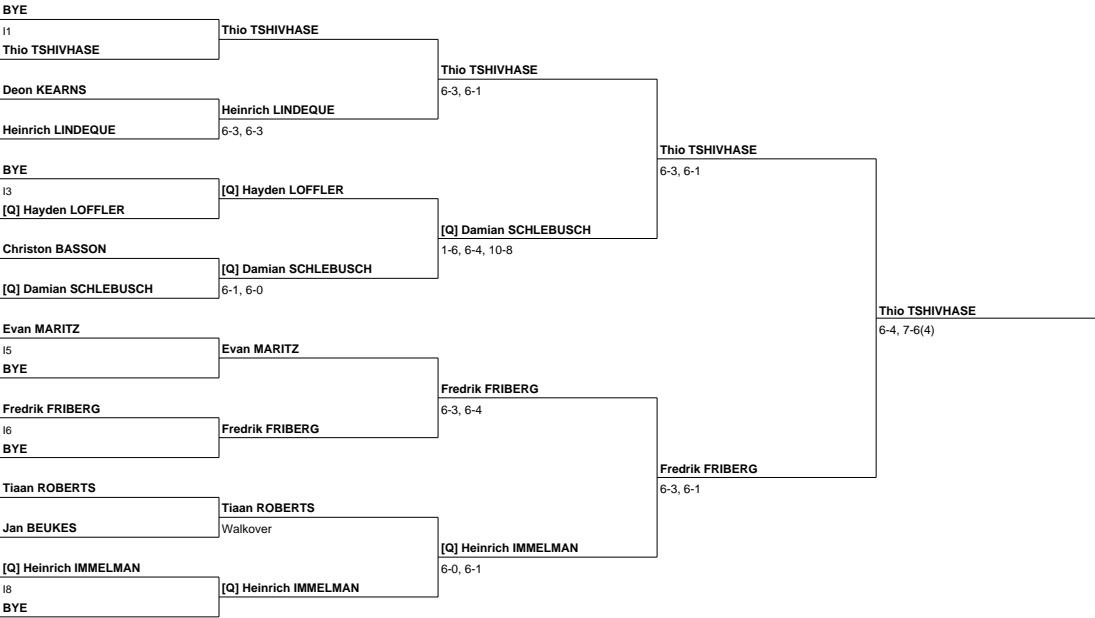 BYE
I1
Thio TSHIVHASE
Deon KEARNS
Heinrich LINDEQUE
BYE
I3
[Q] Hayden LOFFLER
Christon BASSON
[Q] Damian SCHLEBUSCH
Evan MARITZ
I5
BYE
Fredrik FRIBERG
I6
BYE
Tiaan ROBERTS
Jan BEUKES
[Q] Heinrich IMMELMAN
I8
BYE
Thio TSHIVHASE
Heinrich LINDEQUE
6-3, 6-3
[Q] Hayden LOFFLER
[Q] Damian SCHLEBUSCH
6-1, 6-0
Evan MARITZ
Fredrik FRIBERG
Tiaan ROBERTS
Walkover
[Q] Heinrich IMMELMAN
Thio TSHIVHASE
6-3, 6-1
[Q] Damian SCHLEBUSCH
1-6, 6-4, 10-8
Fredrik FRIBERG
6-3, 6-4
[Q] Heinrich IMMELMAN
6-0, 6-1
Thio TSHIVHASE
6-3, 6-1
Fredrik FRIBERG
6-3, 6-1
Thio TSHIVHASE
6-4, 7-6(4)